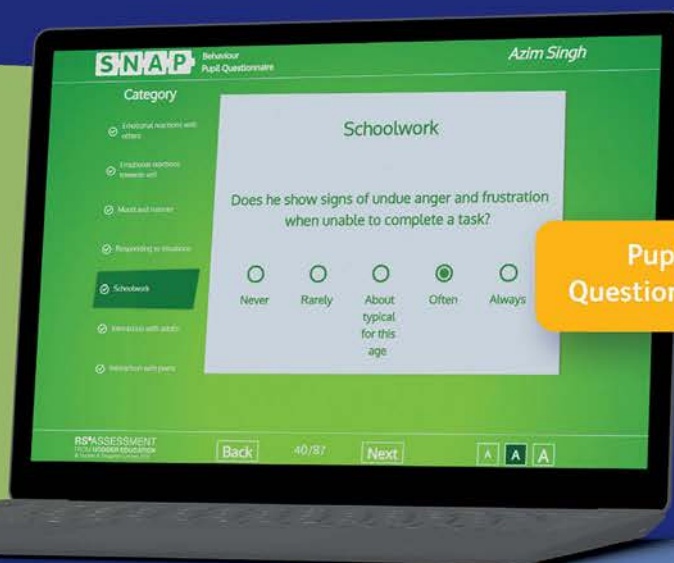 SNAP
Behaviour
Pupil Questionnaire
Azim Singh
Category
Emotional reactions with
others
Emotional reactions
towards self
Mood and manner
Responding to situations
Schoolwork
Interaction with adults
Interaction with peers
Schoolwork
Does he show signs of undue anger and frustration
when unable to complete a task?
Never
Rarely
About
typical
for this
age
Often
Always
Pup
Question
RS ASSESSMENT
FROM HODDER EDUCATION
Back
40/87
Next
A
A
A